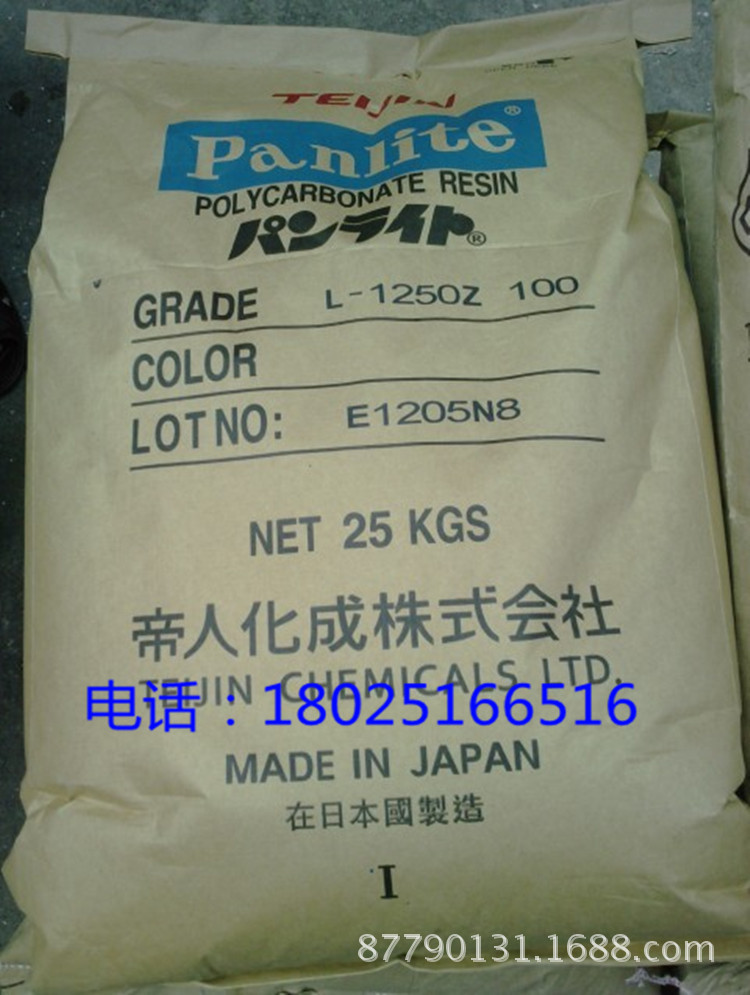 TEIJIN
Panlite®
POLYCARBONATE RESIN
パンライト®
GRADE L-1250Z 100
COLOR
LOT NO: E1205N8
NET 25 KGS
帝人化成株式会社
TEIJIN CHEMICALS LTD.
电话：18025166516
MADE IN JAPAN
在日本國製造
I
87790131.1688.com